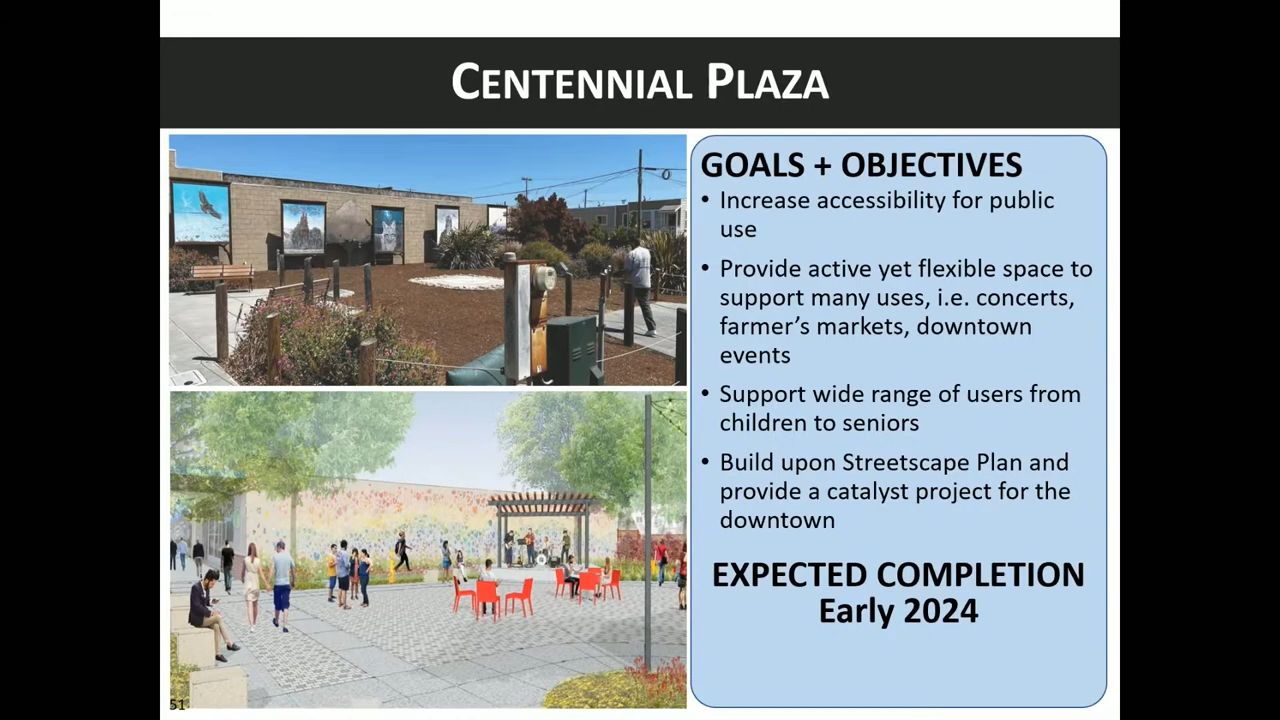 CENTENNIAL PLAZA
GOALS + OBJECTIVES
• Increase accessibility for public
use
• Provide active yet flexible space to
support many uses, i.e. concerts,
farmer’s markets, downtown
events
• Support wide range of users from
children to seniors
• Build upon Streetscape Plan and
provide a catalyst project for the
downtown
EXPECTED COMPLETION
Early 2024
51